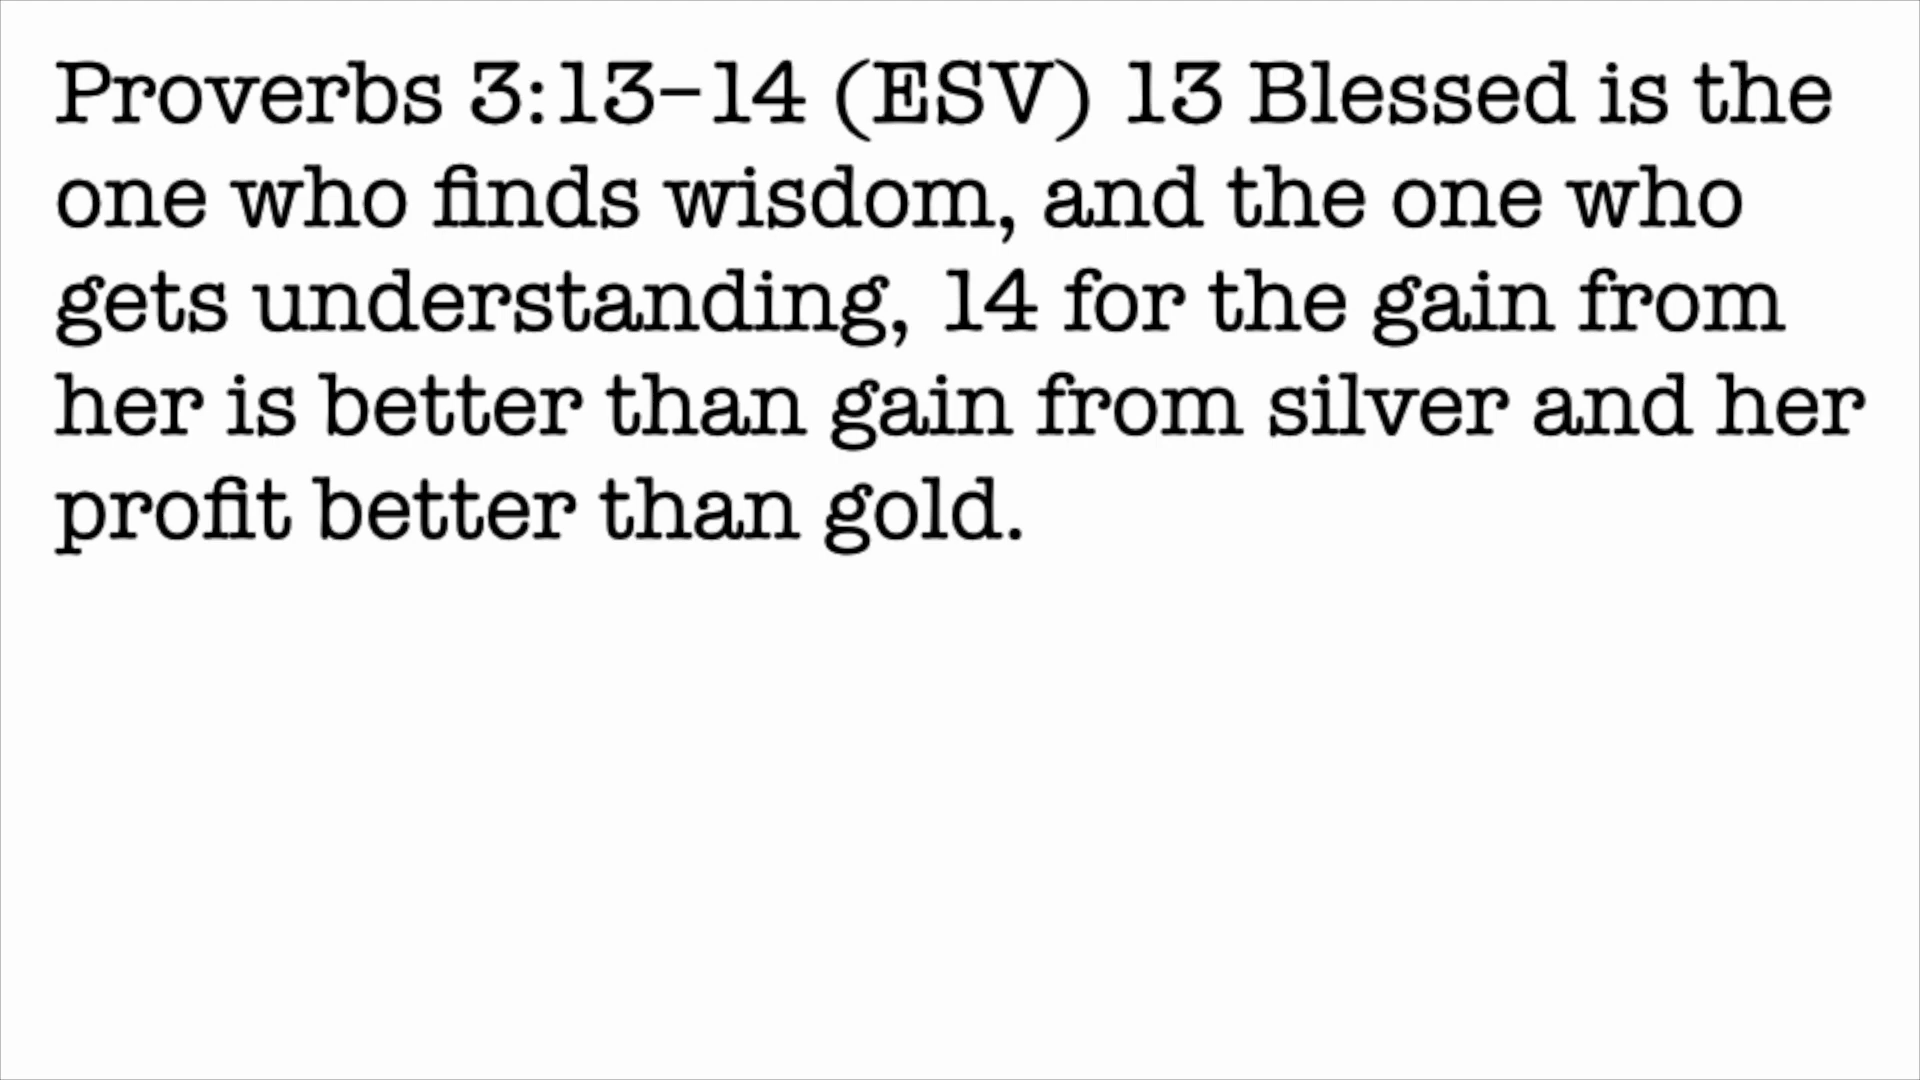 Proverbs 3:13–14 (ESV) 13 Blessed is the
one who finds wisdom, and the one who
gets understanding, 14 for the gain from
her is better than gain from silver and her
profit better than gold.